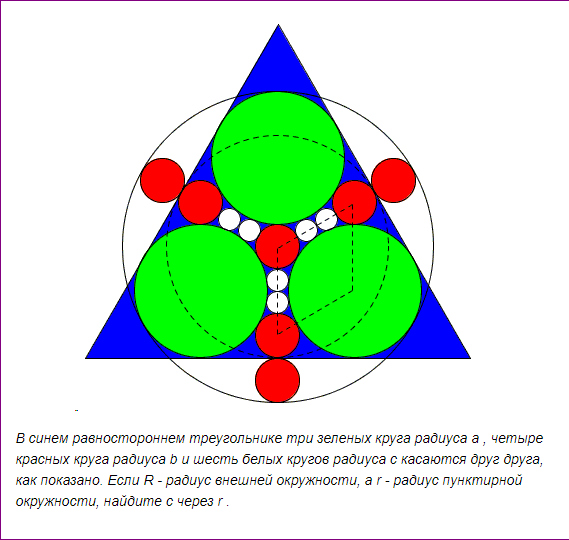 В синем равностороннем треугольнике три зеленых круга радиуса a , четыре
красных круга радиуса b и шесть белых кругов радиуса c касаются друг друга,
как показано. Если R - радиус внешней окружности, а r - радиус пунктирной
окружности, найдите c через r .